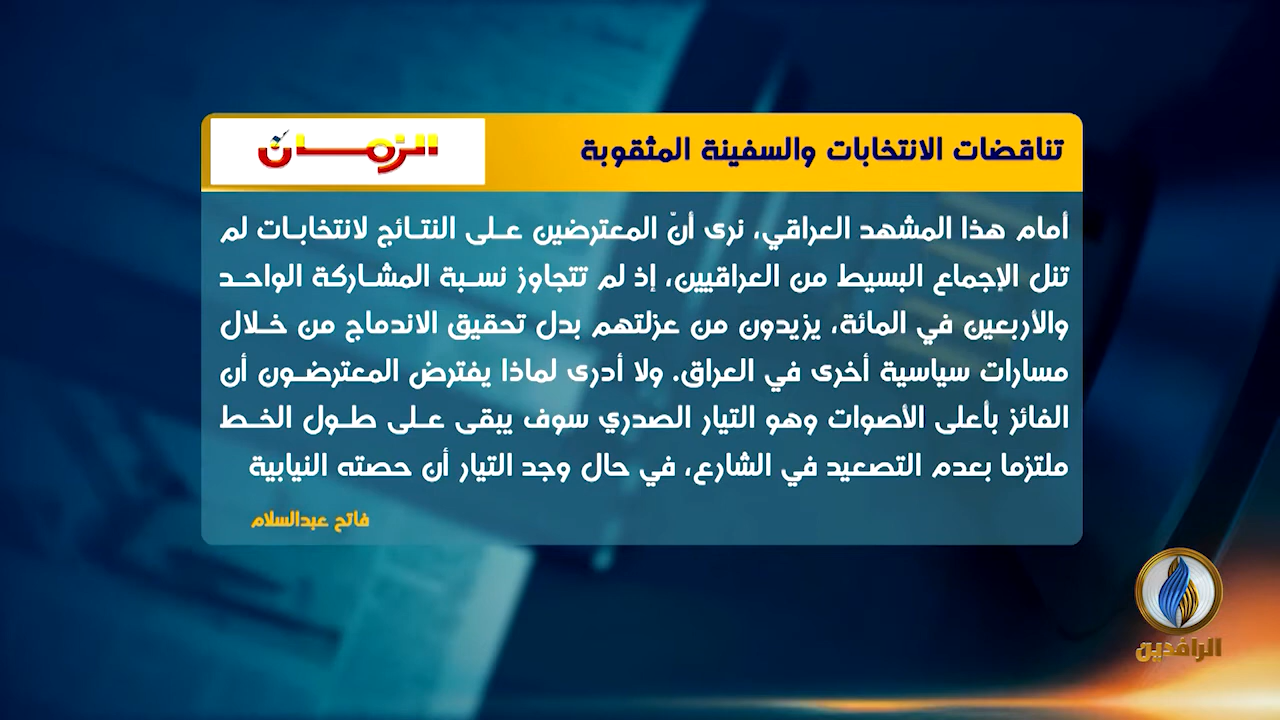 تناقضات الانتخابات والسفينة المثقوبة
الزمان
أمام هذا المشهد العراقي، نرى أنّ المعترضين على النتائج لانتخابات لم
تنل الإجماع البسيط من العراقيين، إذ لم تتجاوز نسبة المشاركة الواحد
والأربعين في المائة، يزيدون من عزلتهم بدل تحقيق الاندماج من خلال
مسارات سياسية أخرى في العراق. ولا أدرى لماذا يفترض المعترضون أن
الفائز بأعلى الأصوات وهو التيار الصدري سوف يبقى على طول الخط
ملتزما بعدم التصعيد في الشارع، في حال وجد التيار أن حصته النيابية
فاتح عبدالسلام
الرافدين